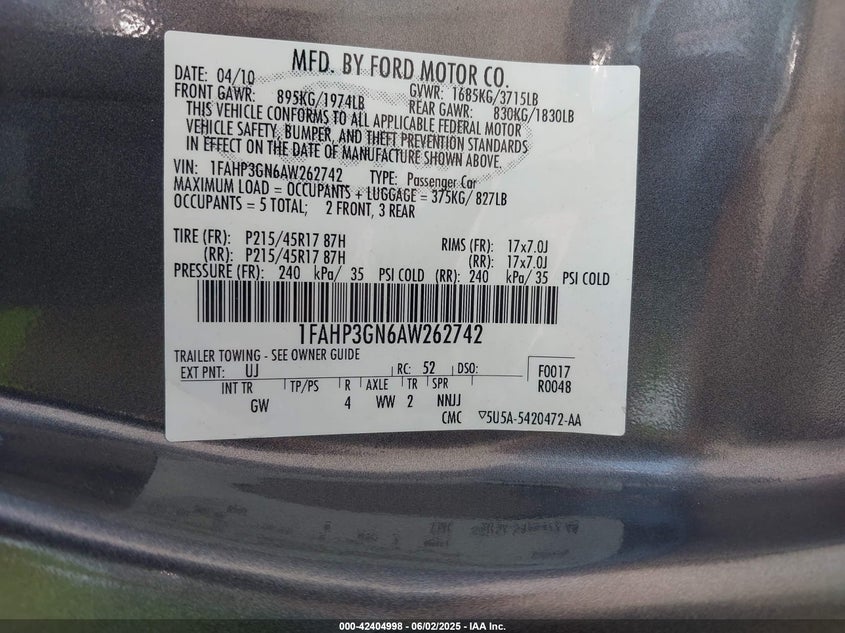 MFD. BY FORD MOTOR CO.
DATE: 04/10 GVWR: 1685KG/3715LB
FRONT GAWR: 895KG/1974LB REAR GAWR: 830KG/1830LB
THIS VEHICLE CONFORMS TO ALL APPLICABLE FEDERAL MOTOR
VEHICLE SAFETY, BUMPER, AND THEFT PREVENTION STANDARDS
IN EFFECT ON THE DATE OF MANUFACTURE SHOWN ABOVE.
VIN: 1FAHP3GN6AW262742 TYPE: Passenger Car
MAXIMUM LOAD = OCCUPANTS + LUGGAGE = 375KG/ 827LB
OCCUPANTS = 5 TOTAL; 2 FRONT, 3 REAR
TIRE (FR): P215/45R17 87H RIMS (FR): 17x7.0J
(RR): P215/45R17 87H (RR): 17x7.0J
PRESSURE (FR): 240 kPa/ 35 PSI COLD (RR): 240 kPa/ 35 PSI COLD
1FAHP3GN6AW262742
TRAILER TOWING - SEE OWNER GUIDE
EXT PNT: UJ RC: 52 DSO: F0017
INT TR TP/PS R AXLE TR SPR R0048
GW 4 WW 2 NNJJ
CMC ▽5U5A-5420472-AA
000-42404998 - 06/02/2025 - IAA Inc.